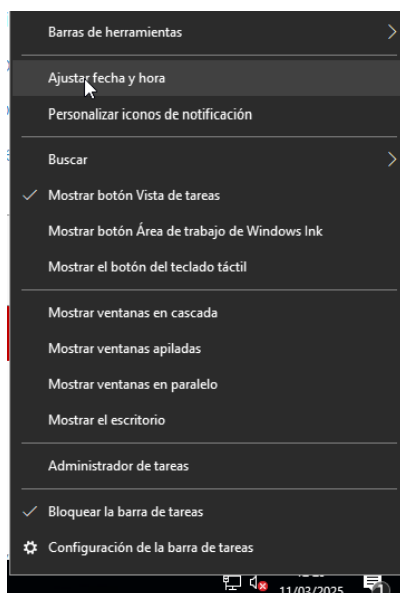 Barras de herramientas
Ajustar fecha y hora
Personalizar iconos de notificación
Buscar
Mostrar botón Vista de tareas
Mostrar botón Área de trabajo de Windows Ink
Mostrar el botón del teclado táctil
Mostrar ventanas en cascada
Mostrar ventanas apiladas
Mostrar ventanas en paralelo
Mostrar el escritorio
Administrador de tareas
Bloquear la barra de tareas
Configuración de la barra de tareas
11/03/2025
1